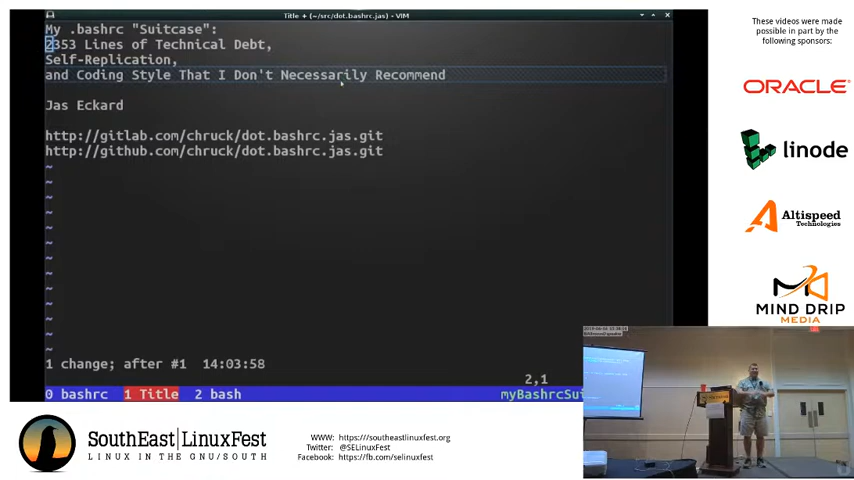 Title + (~/src/dot.bashrc.jas) - VIM
My .bashrc "Suitcase":
2353 Lines of Technical Debt,
Self-Replication,
and Coding Style That I Don't Necessarily Recommend
Jas Eckard
http://gitlab.com/chruck/dot.bashrc.jas.git
http://github.com/chruck/dot.bashrc.jas.git
~
~
~
~
~
~
~
~
~
~
~
~
~
1 change; after #1  14:03:58
2,1
0 bashrc  1 Title  2 bash
myBashrcSui
These videos were made
possible in part by the
following sponsors:
ORACLE
linode
Altispeed
Technologies
MIND DRIP
MEDIA
SouthEast|LinuxFest
LINUX IN THE GNU/SOUTH
WWW: https://southeastlinuxfest.org
Twitter: @SELinuxFest
Facebook: https://fb.com/selinuxfest